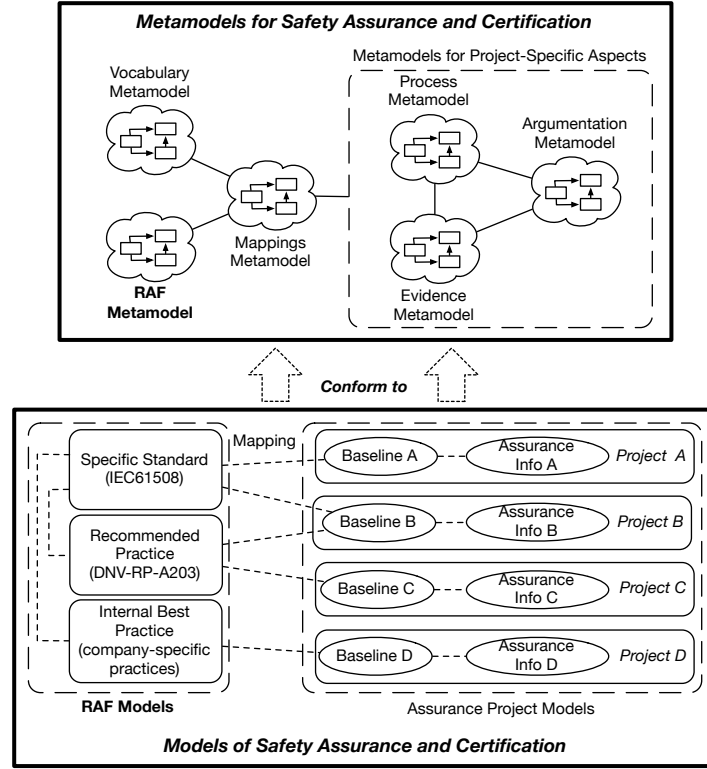 Metamodels for Safety Assurance and Certification
Metamodels for Project-Specific Aspects
Vocabulary
Metamodel
Process
Metamodel
Argumentation
Metamodel
Mappings
Metamodel
RAF
Metamodel
Evidence
Metamodel
Conform to
Mapping
Specific Standard
(IEC61508)
Recommended
Practice
(DNV-RP-A203)
Internal Best
Practice
(company-specific
practices)
RAF Models
Baseline A
Assurance
Info A
Project A
Baseline B
Assurance
Info B
Project B
Baseline C
Assurance
Info C
Project C
Baseline D
Assurance
Info D
Project D
Assurance Project Models
Models of Safety Assurance and Certification